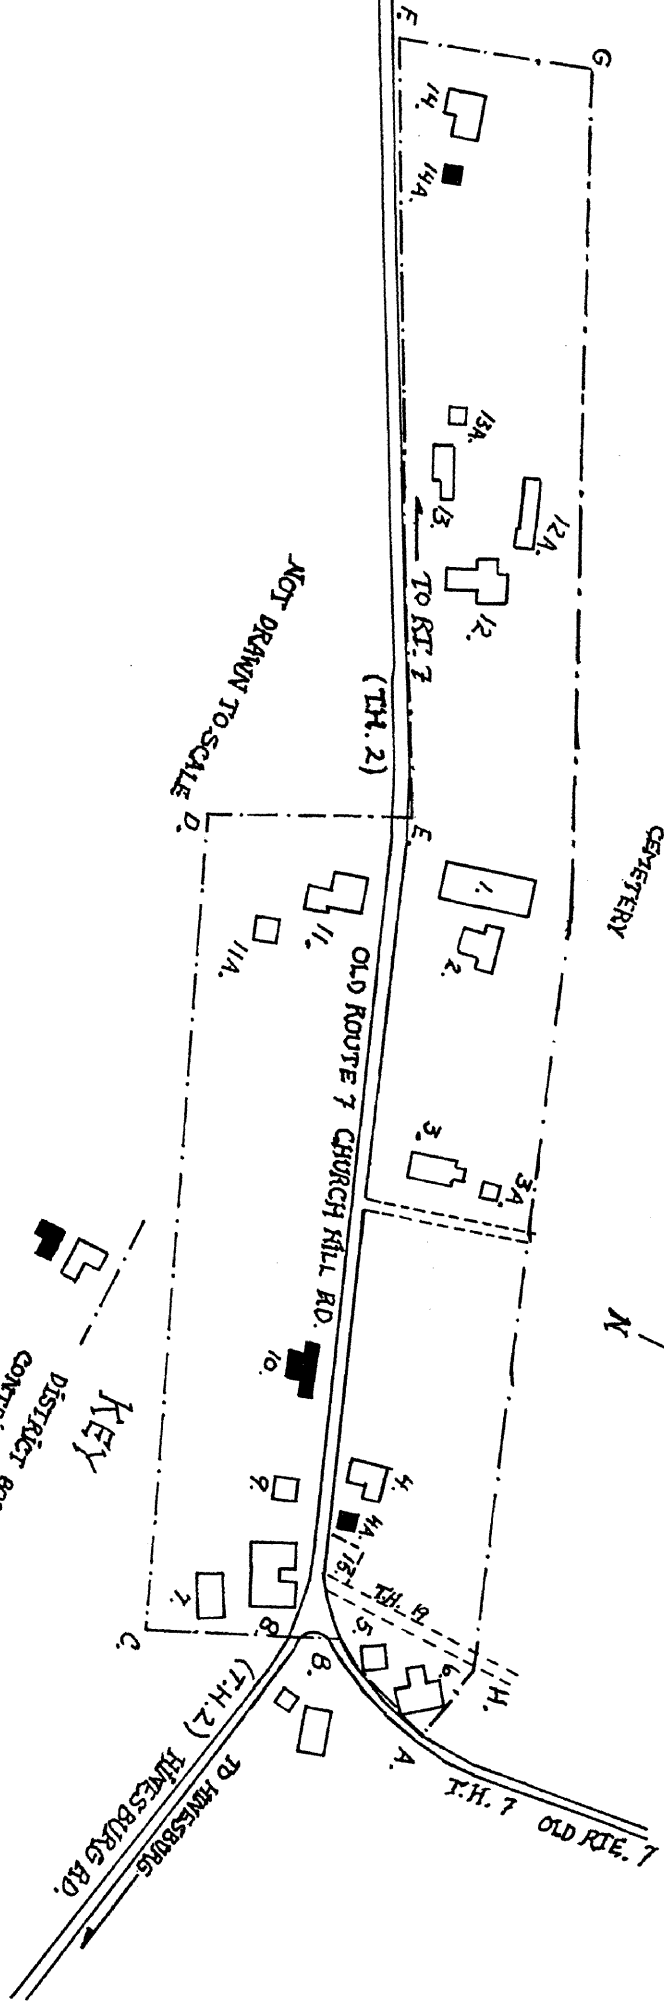 F.
G
14.
14A.
13A.
13.
12A.
12.
TO RT. 7
(T.H. 2)
NOT DRAWN TO SCALE
CEMETERY
D.
E
1.
2.
11.
11A.
OLD ROUTE 7 CHURCH HILL RD.
3.
3A.
N
10.
KEY
DISTRICT
4.
4A.
15.
9.
T.H. 19
7.
8.
5.
6.
H.
C.
B.
A.
T.H. 7 OLD RTE. 7
(T.H. 2) HINESBURG RD.
TO HINESBURG